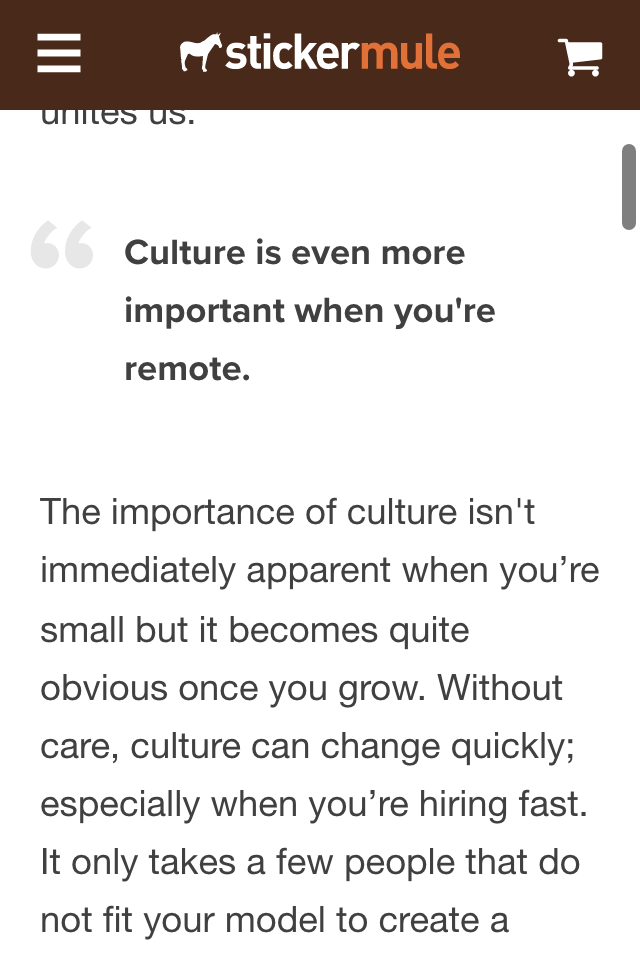 stickermule
unites us.
Culture is even more
important when you're
remote.
The importance of culture isn't
immediately apparent when you’re
small but it becomes quite
obvious once you grow. Without
care, culture can change quickly;
especially when you’re hiring fast.
It only takes a few people that do
not fit your model to create a